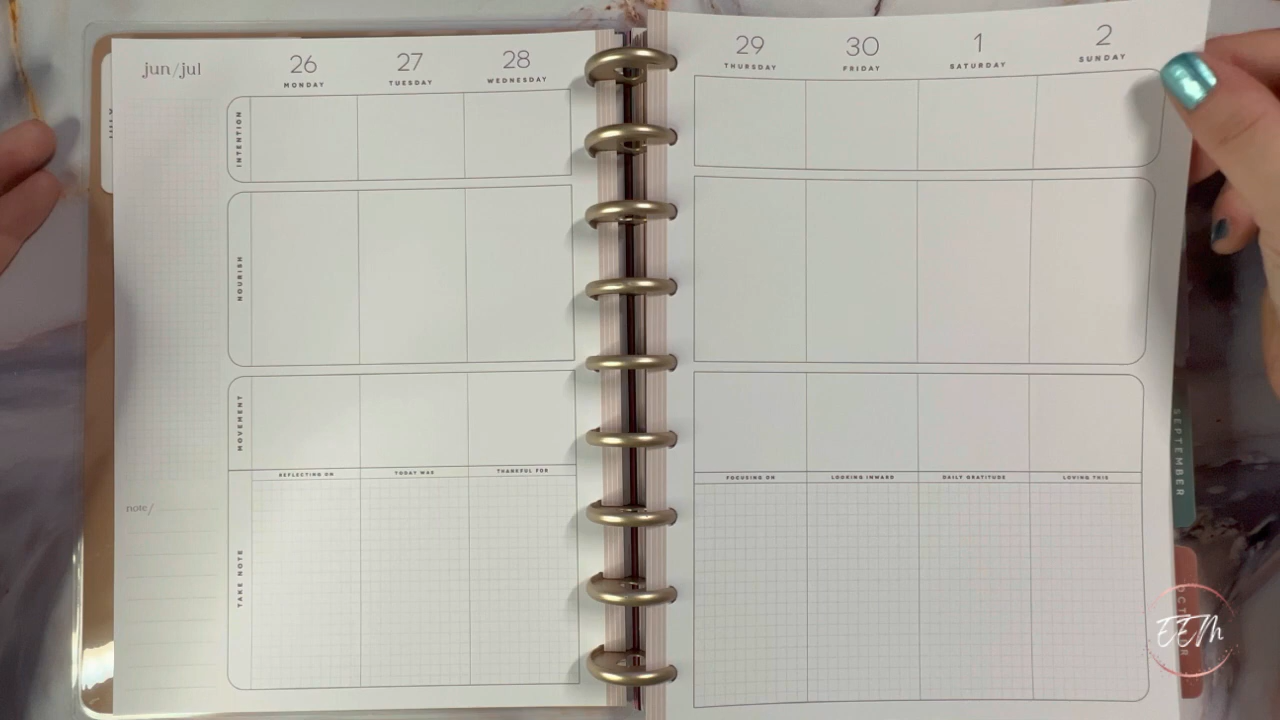 jun/jul
26 27 28
MONDAY TUESDAY WEDNESDAY
INTENTION
NOURISH
MOVEMENT
REFLECTING ON TODAY WAS THANKFUL FOR
note/
TAKE NOTE
29 30 1 2
THURSDAY FRIDAY SATURDAY SUNDAY
FOCUSING ON LOOKING INWARD DAILY GRATITUDE LOVING THIS
SEPTEMBER
EEM